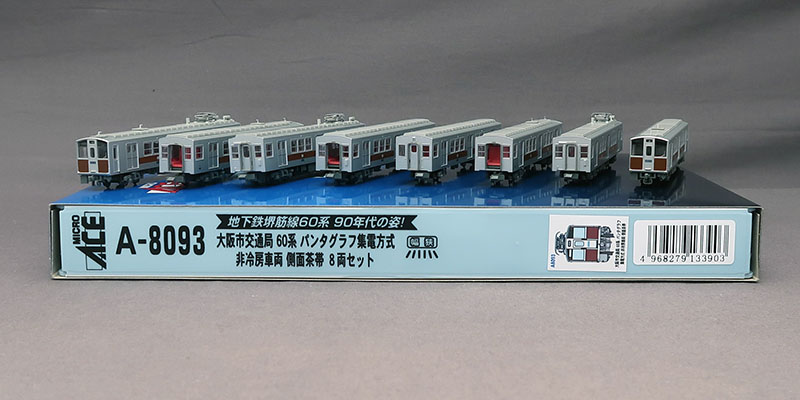 MICRO ACE
A-8093
地下鉄堺筋線60系 90年代の姿!
大阪市交通局 60系 パンタグラフ集電方式
非冷房車両 側面茶帯 8両セット
A8093
4 968279 133903